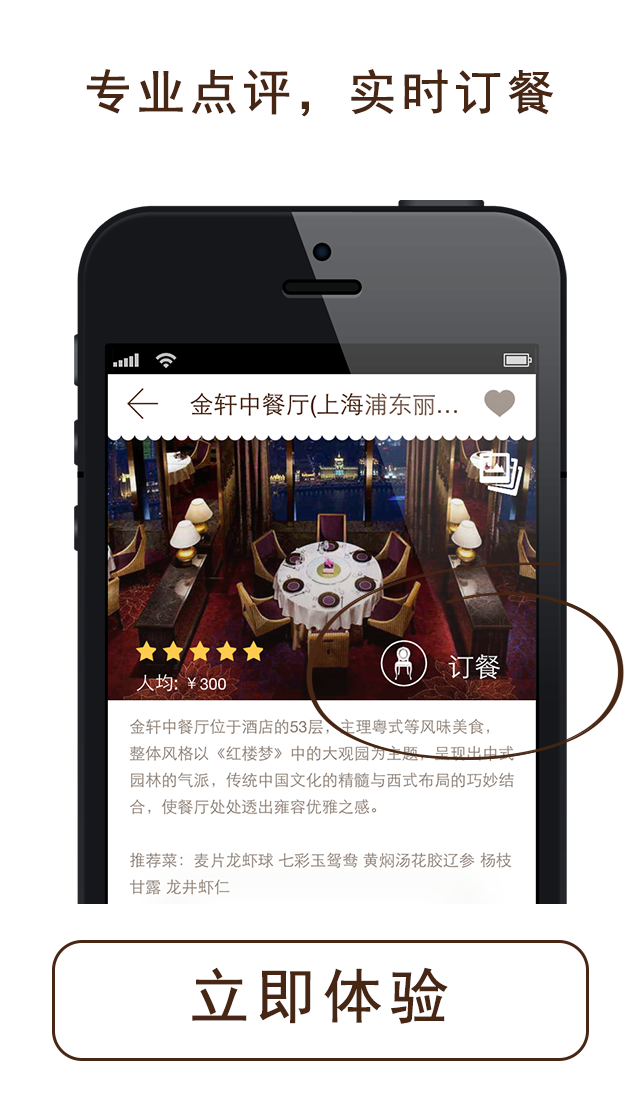 专业点评，实时订餐
金轩中餐厅(上海浦东丽...
订餐
人均: ￥300
金轩中餐厅位于酒店的53层，主理粤式等风味美食，
整体风格以《红楼梦》中的大观园为主题，呈现出中式
园林的气派，传统中国文化的精髓与西式布局的巧妙结
合，使餐厅处处透出雍容优雅之感。
推荐菜：麦片龙虾球 七彩玉鸳鸯 黄焖汤花胶辽参 杨枝
甘露 龙井虾仁
立即体验